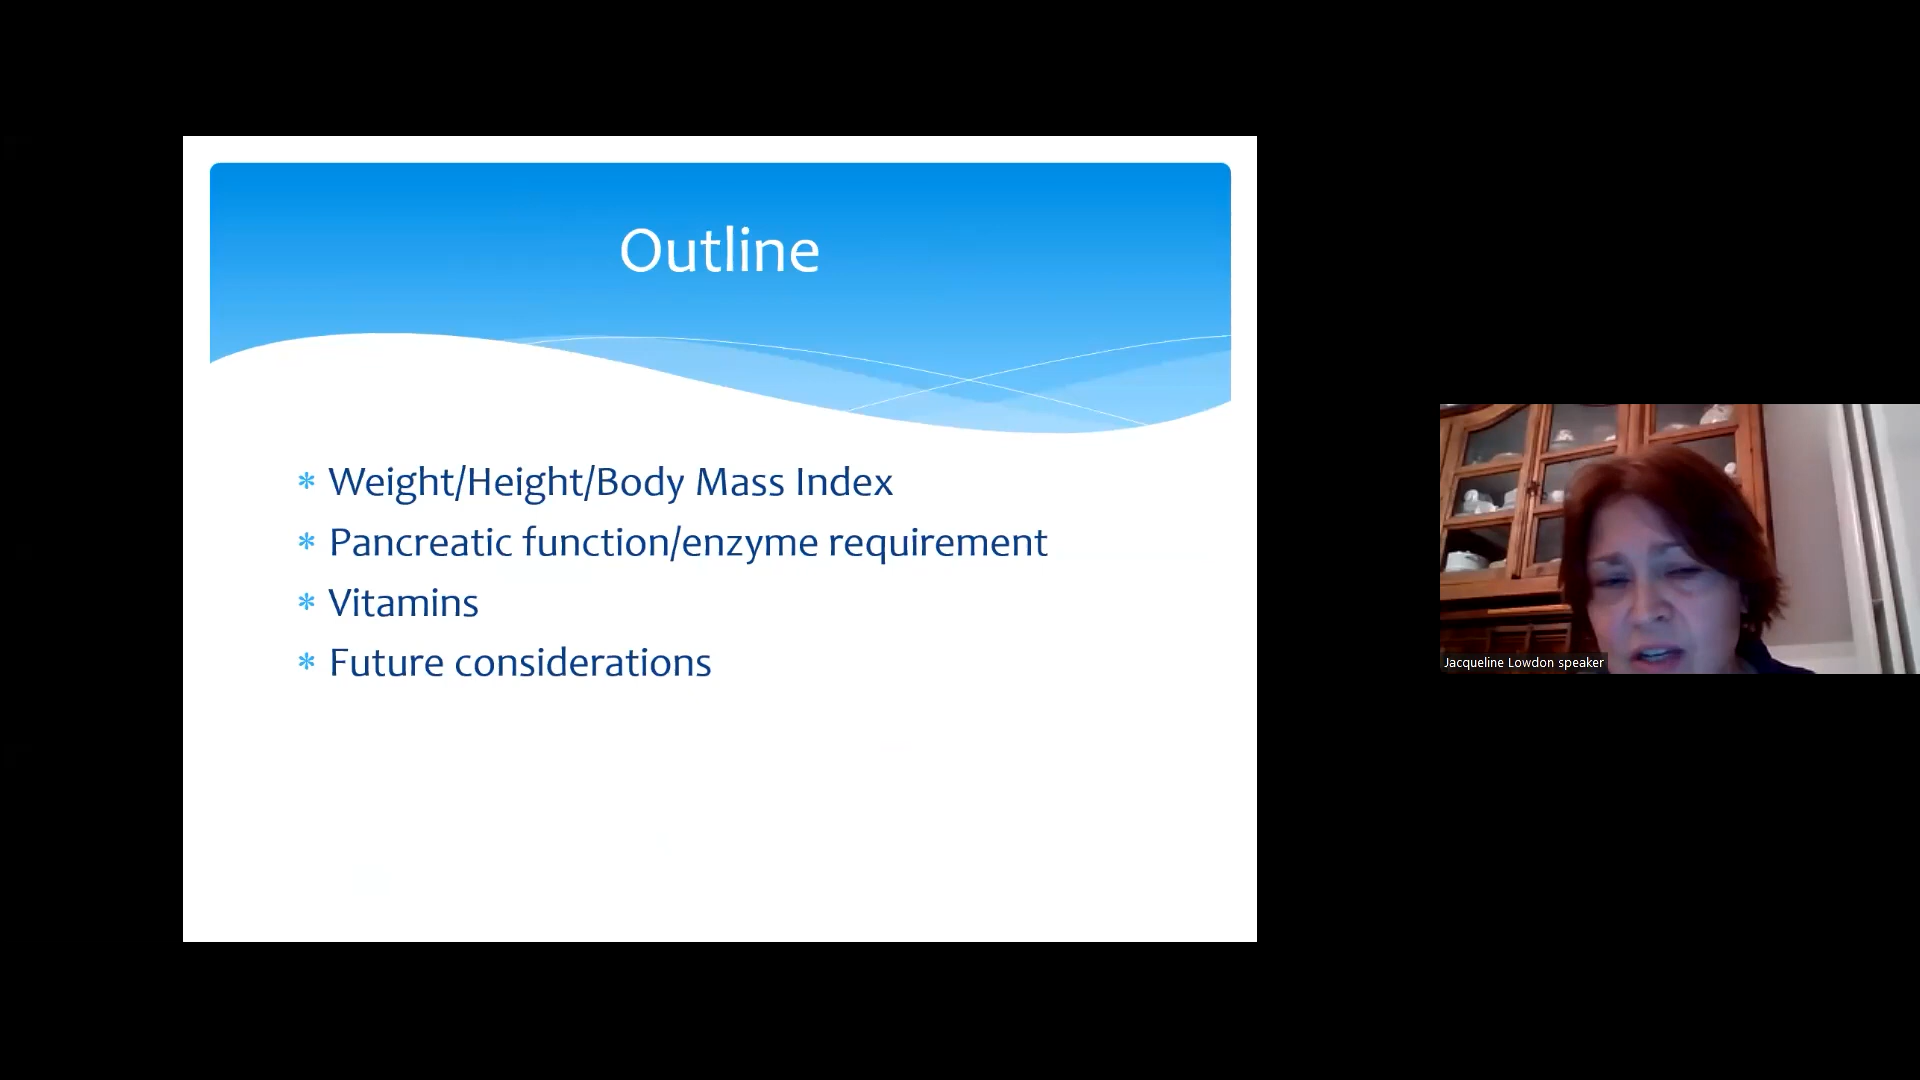 Outline
* Weight/Height/Body Mass Index
* Pancreatic function/enzyme requirement
* Vitamins
* Future considerations
Jacqueline Lowdon speaker